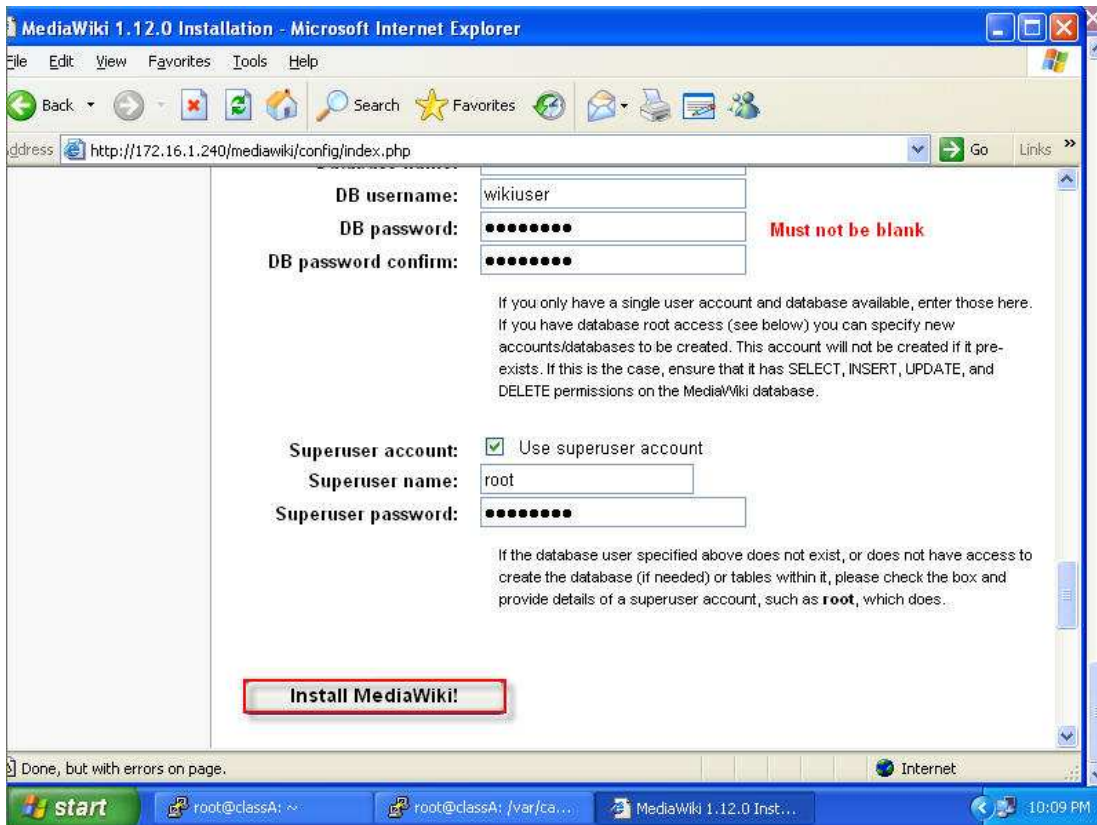 MediaWiki 1.12.0 Installation - Microsoft Internet Explorer
File Edit View Favorites Tools Help
Back Search Favorites
Address http://172.16.1.240/mediawiki/config/index.php Go Links »
DB username: wikiuser
DB password: ●●●●●●●● Must not be blank
DB password confirm: ●●●●●●●●
If you only have a single user account and database available, enter those here.
If you have database root access (see below) you can specify new
accounts/databases to be created. This account will not be created if it pre-
exists. If this is the case, ensure that it has SELECT, INSERT, UPDATE, and
DELETE permissions on the MediaWiki database.
Superuser account: Use superuser account
Superuser name: root
Superuser password: ●●●●●●●●
If the database user specified above does not exist, or does not have access to
create the database (if needed) or tables within it, please check the box and
provide details of a superuser account, such as root, which does.
Install MediaWiki!
Done, but with errors on page. Internet
start root@classA: ~ root@classA: /var/ca... MediaWiki 1.12.0 Inst... 10:09 PM